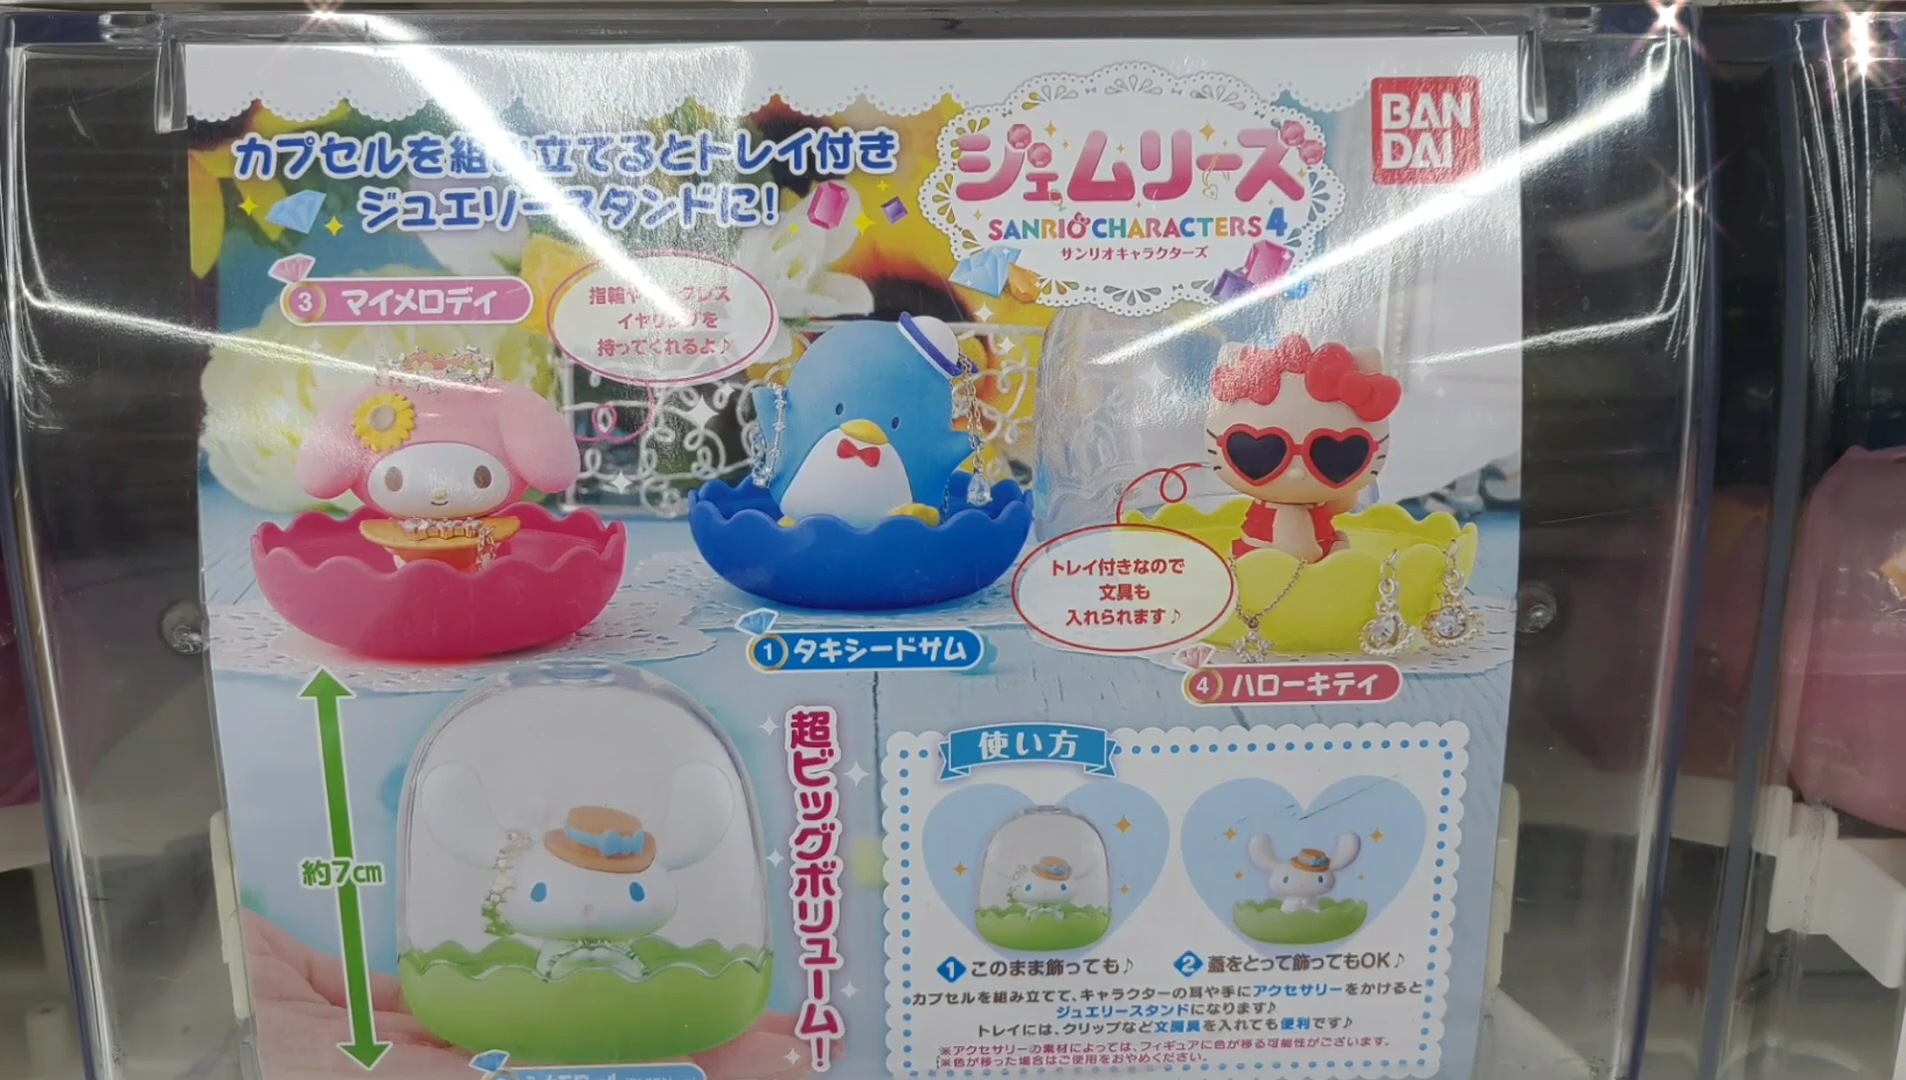 カプセルを組み立てるとトレイ付き
ジュエリースタンドに!
ジェムリーズ
SANRIO CHARACTERS 4
サンリオキャラクターズ
BAN
DAI
3 マイメロディ
指輪や
イヤリングを
持ってくれるよ♪
1 タキシードサム
トレイ付きなので
文具も
入れられます♪
4 ハローキティ
約7cm
超ビッグボリューム!
使い方
1 このまま飾っても♪
2 蓋をとって飾ってもOK♪
カプセルを組み立てて、キャラクターの耳や手にアクセサリーをかけると
ジュエリースタンドになります♪
トレイには、クリップなど文房具を入れても便利です♪
※アクセサリーの素材によっては、フィギュアに色が移る可能性がございます。
※色が移った場合はご使用をおやめください。